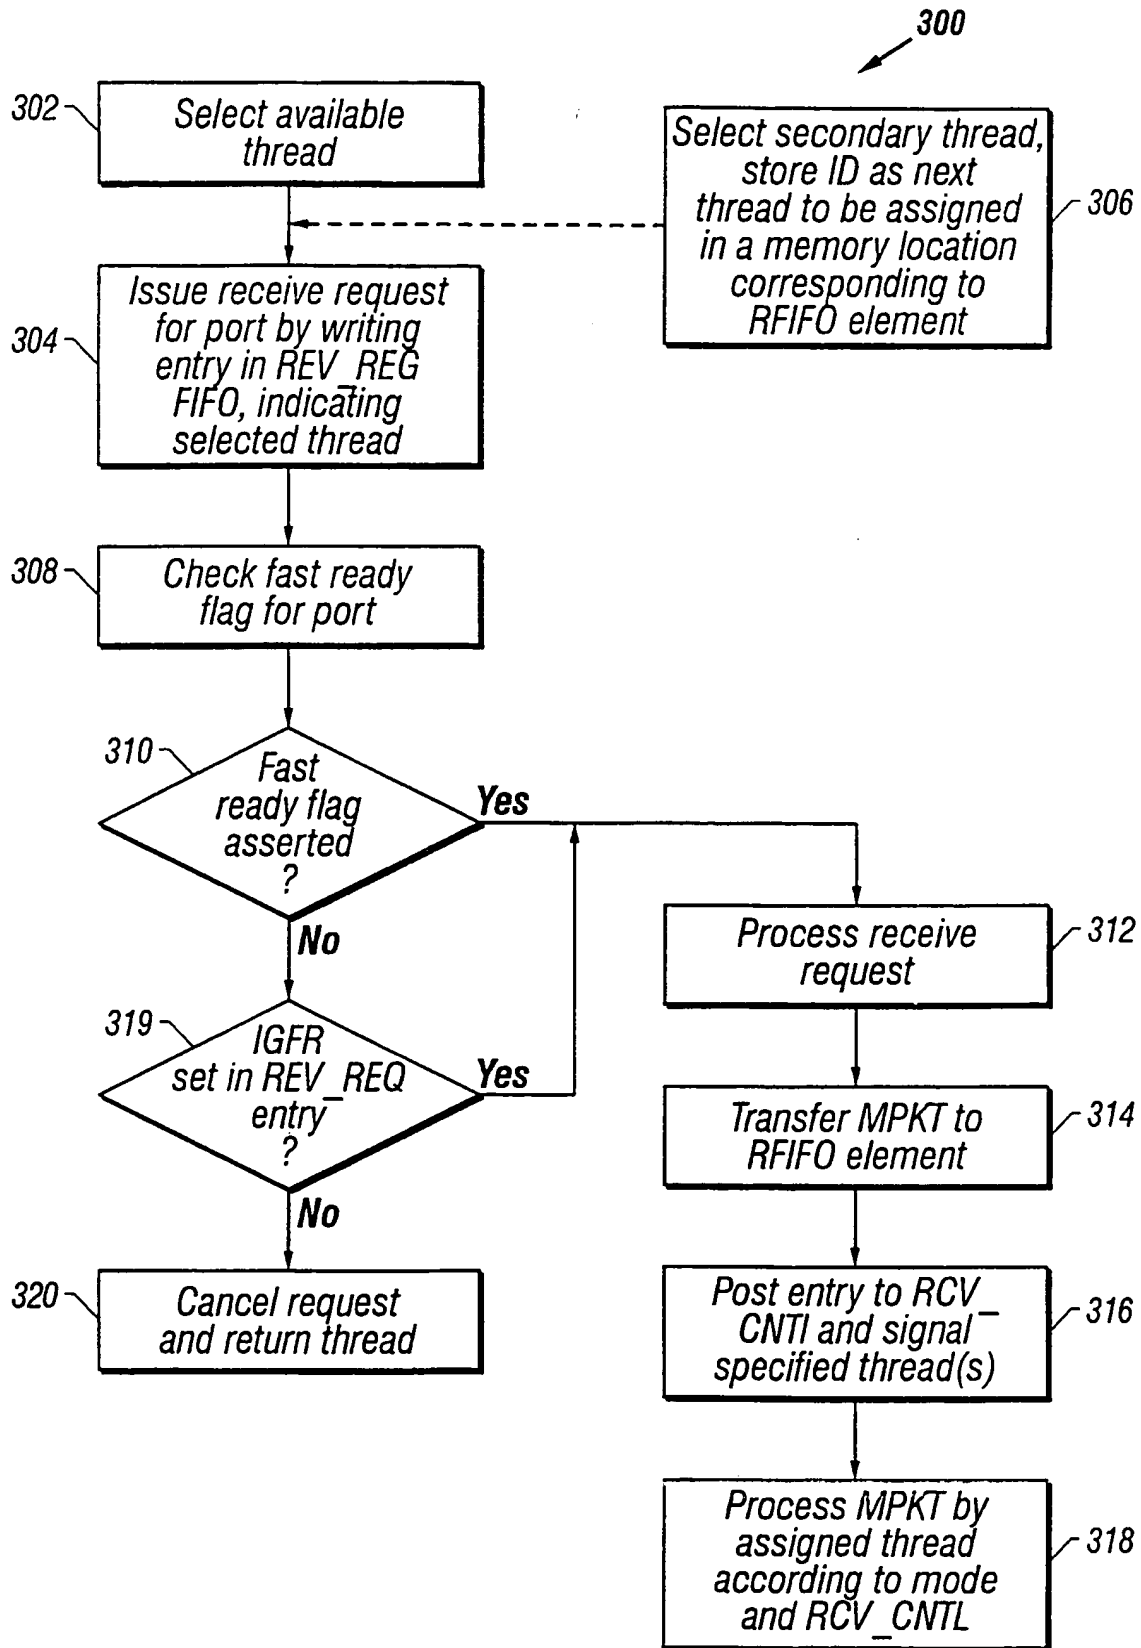 300
302
Select available
thread
Select secondary thread,
store ID as next
thread to be assigned
in a memory location
corresponding to
RFIFO element
306
304
Issue receive request
for port by writing
entry in REV_REG
FIFO, indicating
selected thread
308
Check fast ready
flag for port
310
Fast
ready flag
asserted
?
Yes
No
312
Process receive
request
319
IGFR
set in REV_REQ
entry
?
Yes
No
314
Transfer MPKT to
RFIFO element
320
Cancel request
and return thread
316
Post entry to RCV_
CNTl and signal
specified thread(s)
318
Process MPKT by
assigned thread
according to mode
and RCV_CNTL